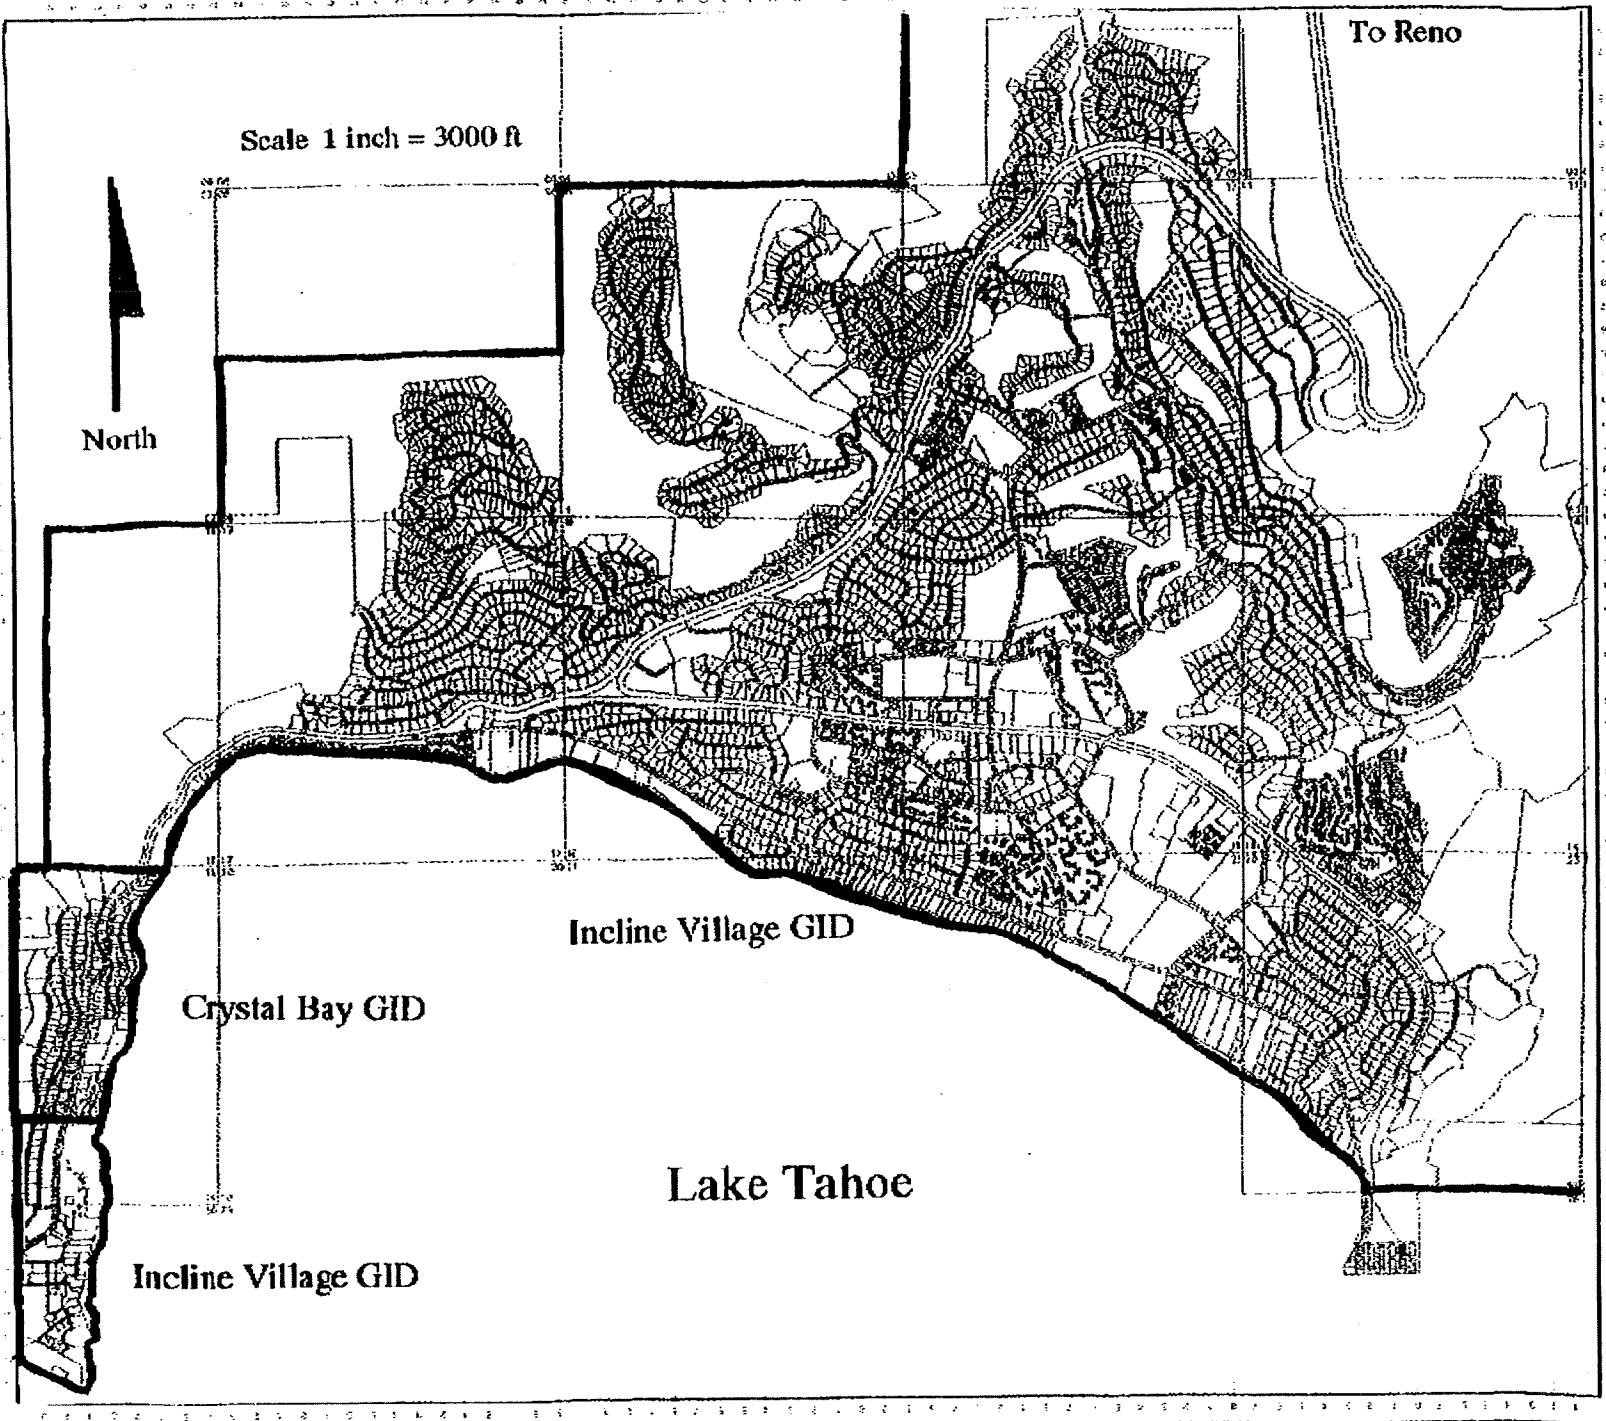 To Reno
Scale 1 inch = 3000 ft
North
Incline Village GID
Crystal Bay GID
Lake Tahoe
Incline Village GID